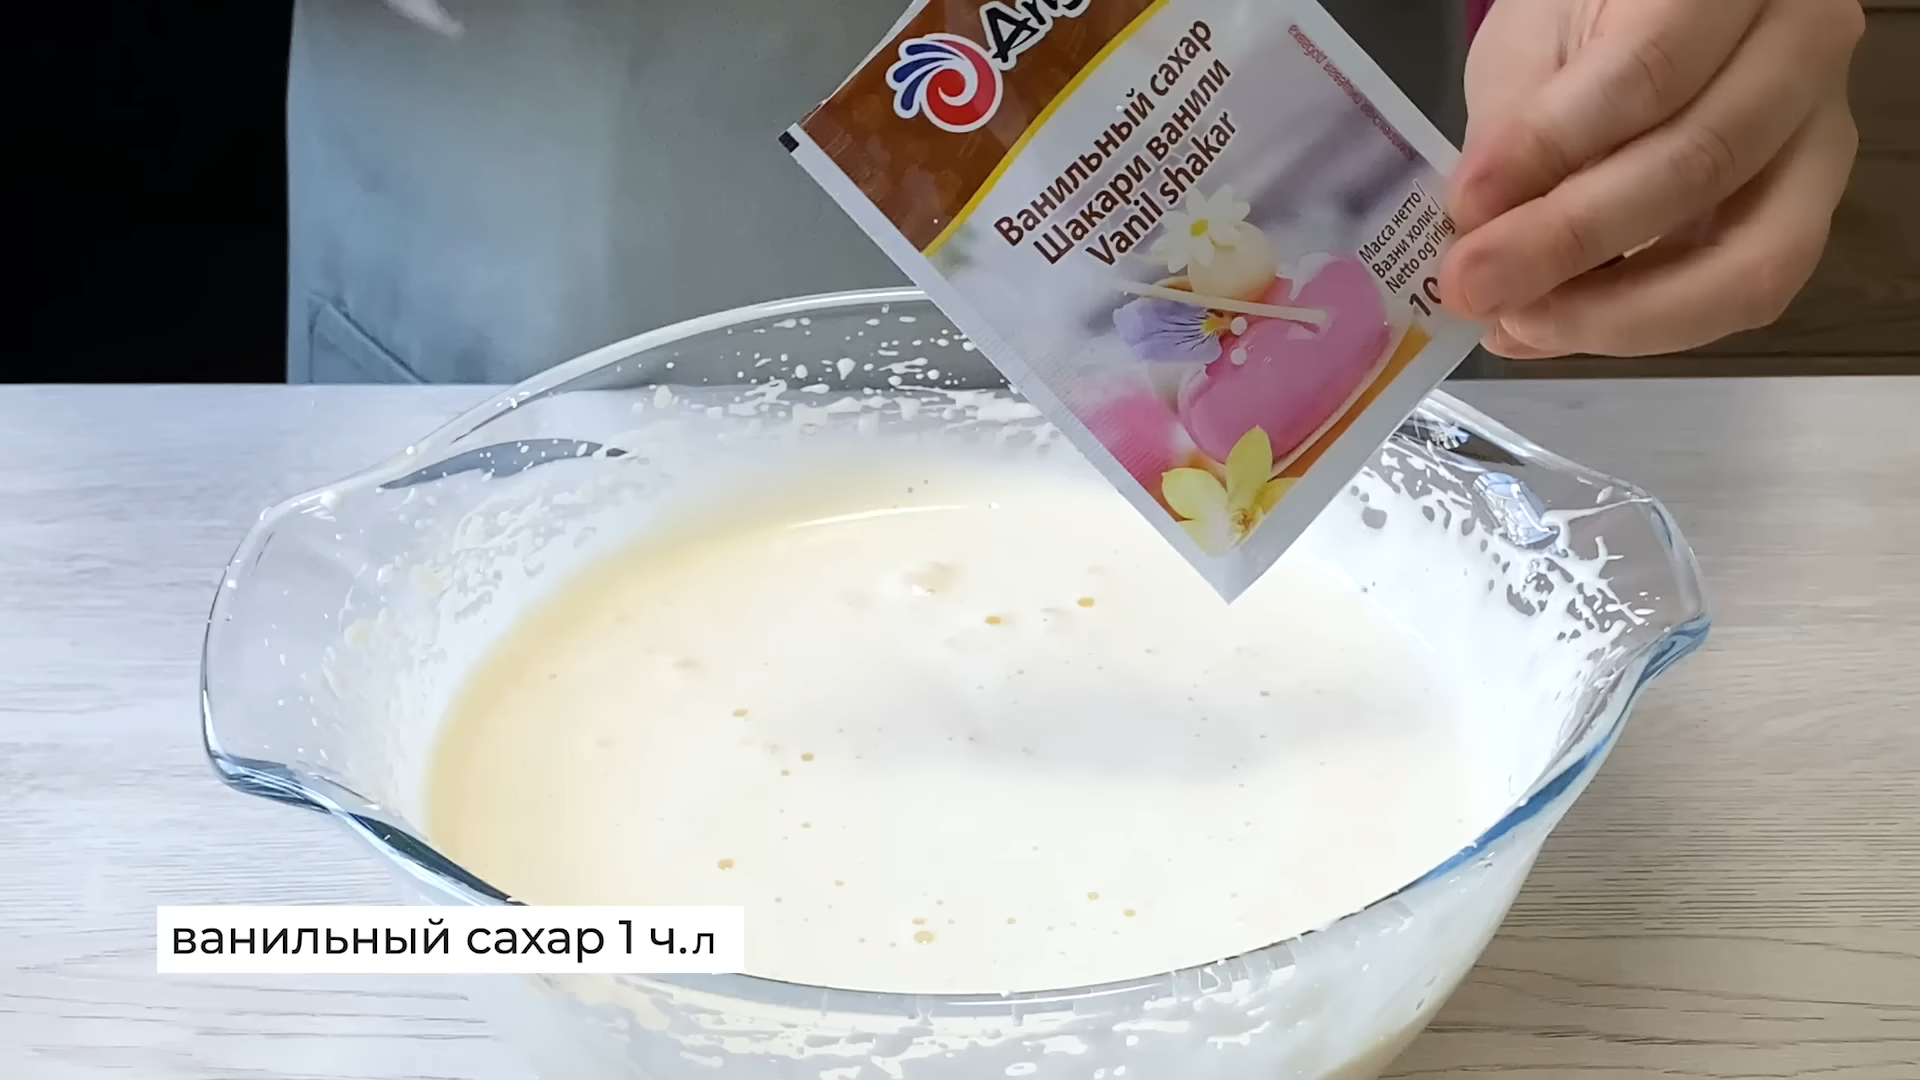 Ванильный сахар
Шакари ванили
Vanil shakar
Масса нетто /
Вазни холис /
Netto og'irligi
ванильный сахар 1 ч.л